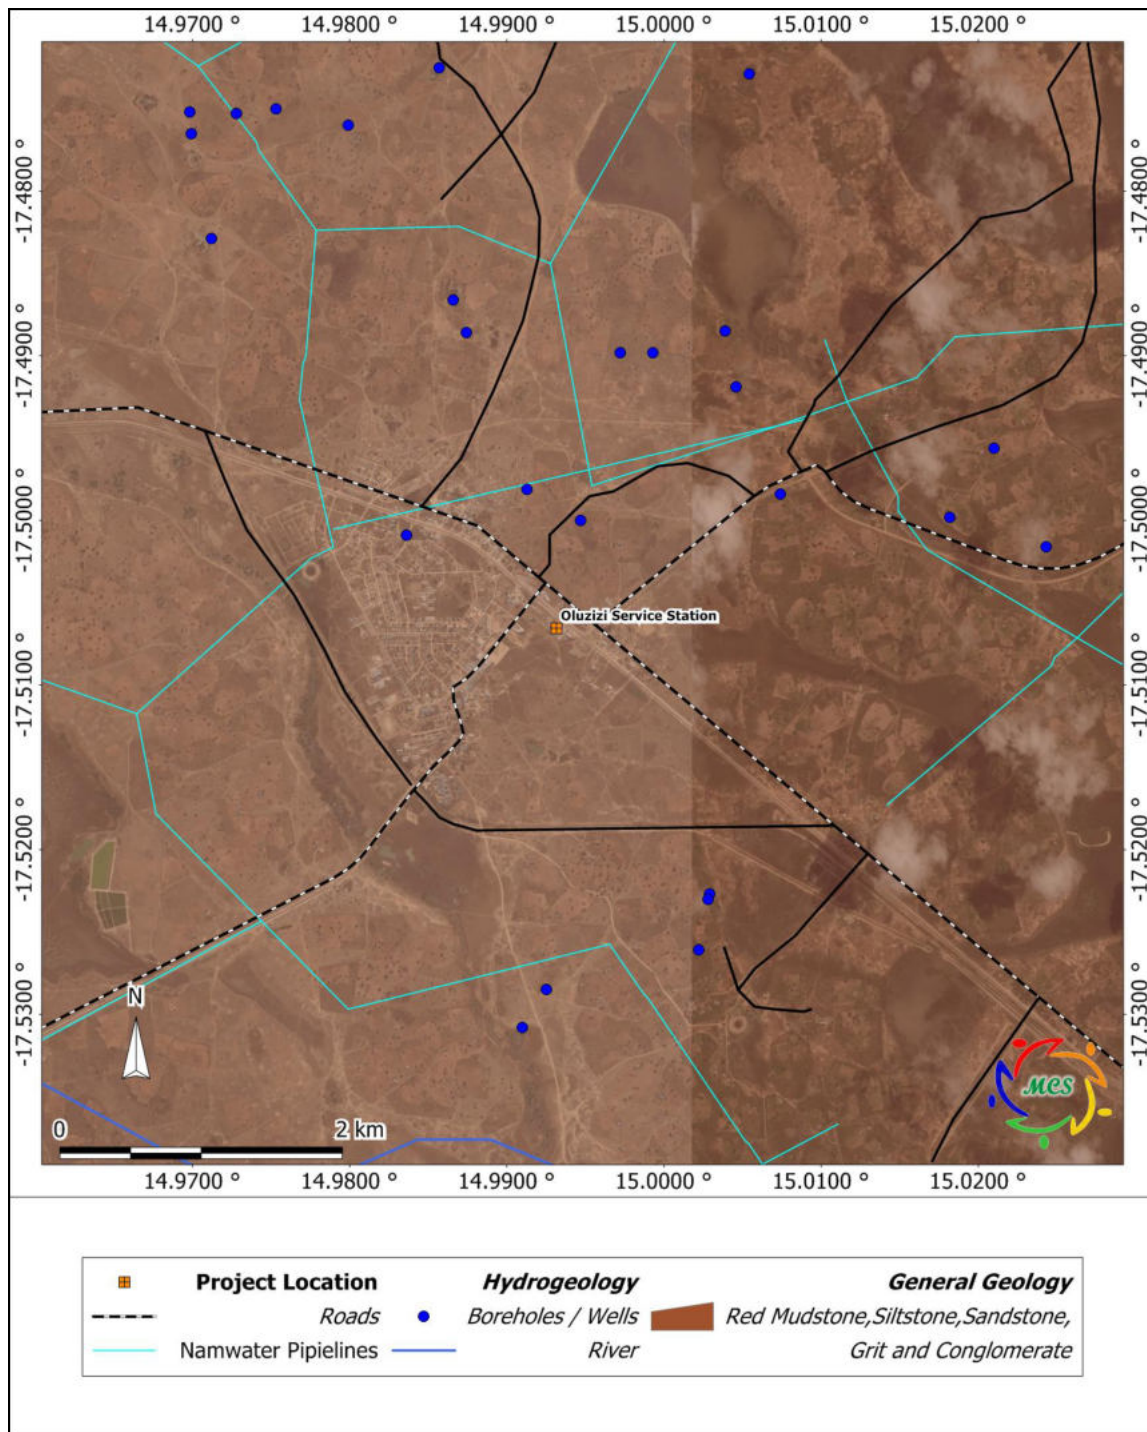 14.9700 ° 14.9800 ° 14.9900 ° 15.0000 ° 15.0100 ° 15.0200 °
-17.4800 ° -17.4800 °
-17.4900 ° -17.4900 °
-17.5000 ° -17.5000 °
Oluzizi Service Station
-17.5100 ° -17.5100 °
-17.5200 ° -17.5200 °
-17.5300 ° -17.5300 °
N
MCS
0 2 km
14.9700 ° 14.9800 ° 14.9900 ° 15.0000 ° 15.0100 ° 15.0200 °
Project Location Hydrogeology General Geology
Roads Boreholes / Wells Red Mudstone,Siltstone,Sandstone,
Namwater Pipielines River Grit and Conglomerate